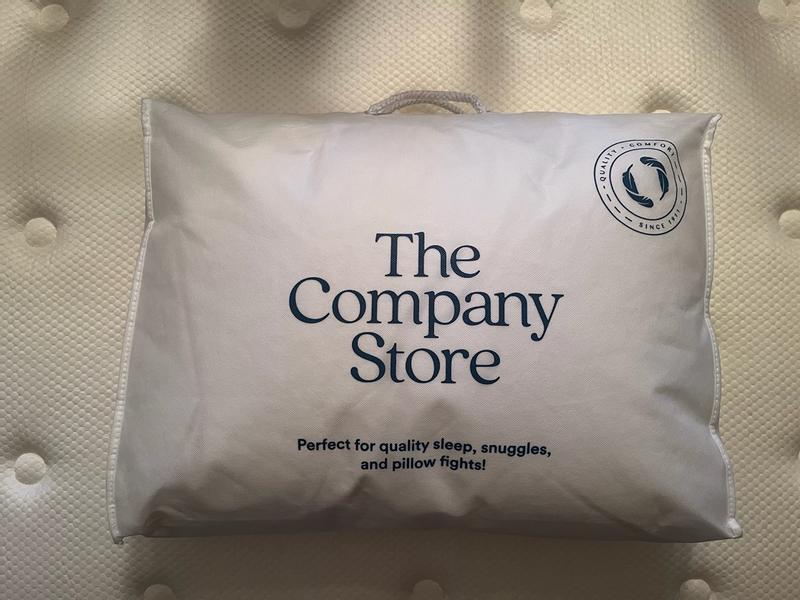 QUALITY · COMFORT
SINCE 1911
The
Company
Store
Perfect for quality sleep, snuggles,
and pillow fights!